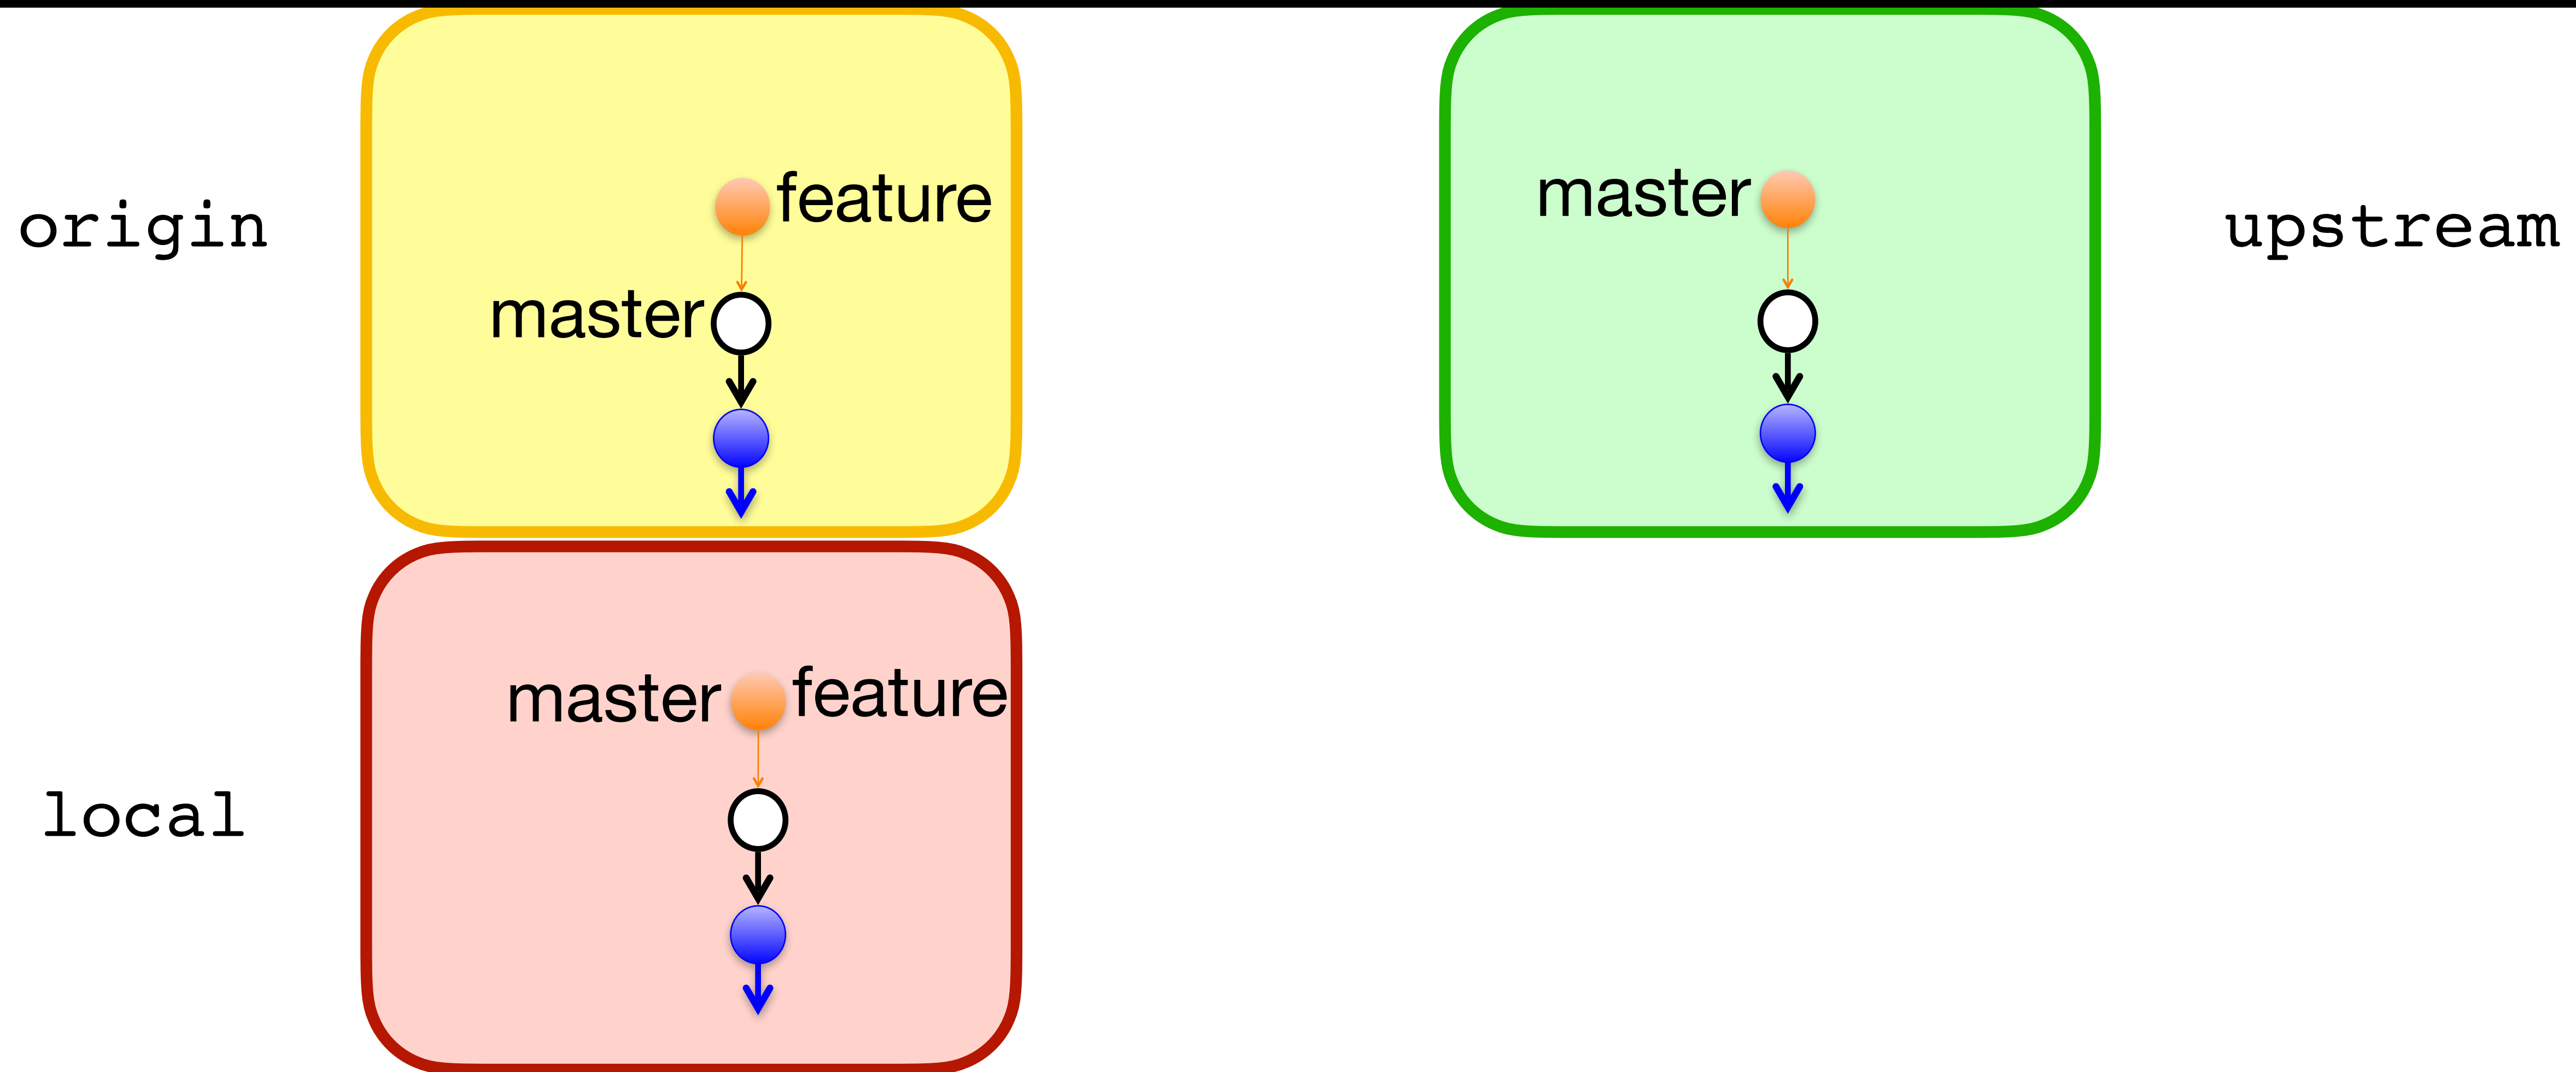 origin
feature
master
master
upstream
local
master feature